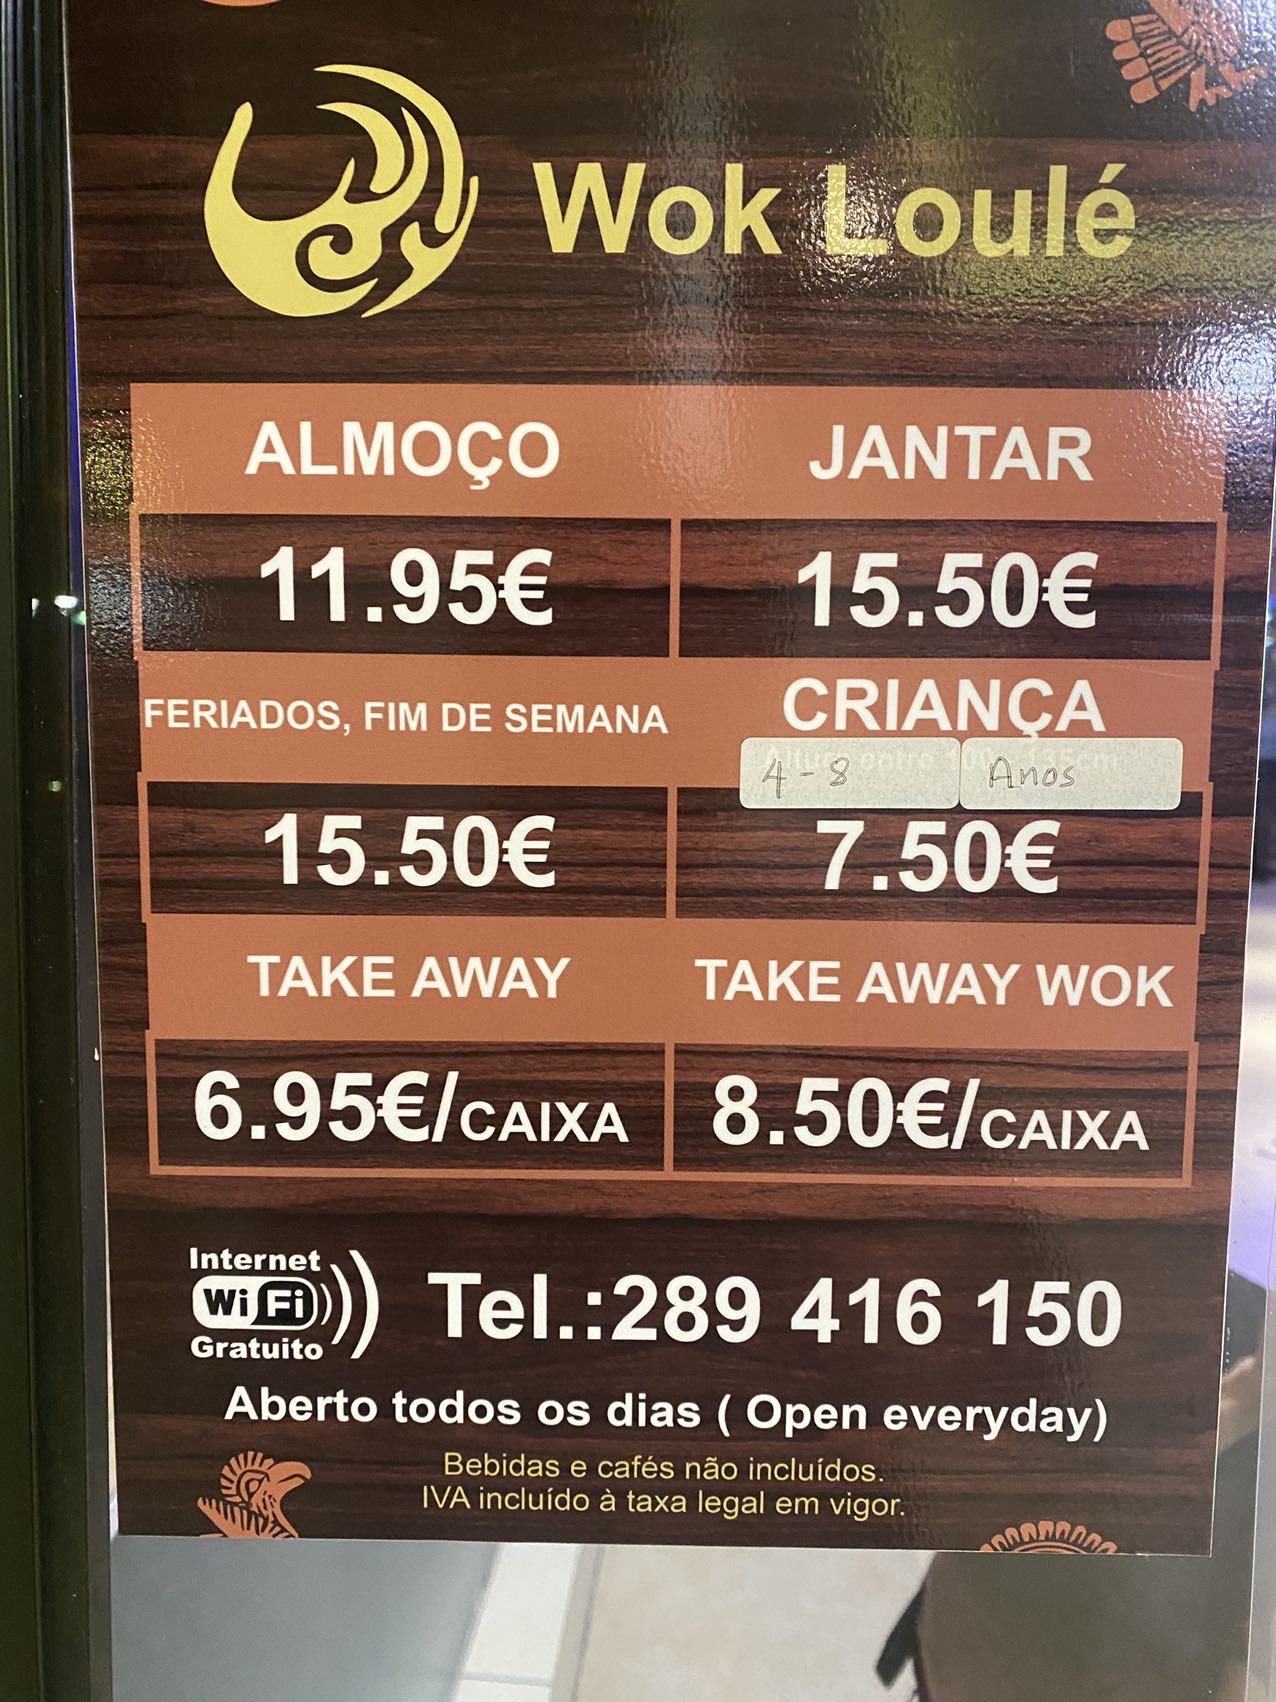 Wok Loulé
ALMOÇO
JANTAR
11.95€
15.50€
FERIADOS, FIM DE SEMANA
CRIANÇA
4-8 Anos
15.50€
7.50€
TAKE AWAY
TAKE AWAY WOK
6.95€/CAIXA
8.50€/CAIXA
Internet
WiFi
Gratuito
Tel.:289 416 150
Aberto todos os dias ( Open everyday)
Bebidas e cafés não incluídos.
IVA incluído à taxa legal em vigor.